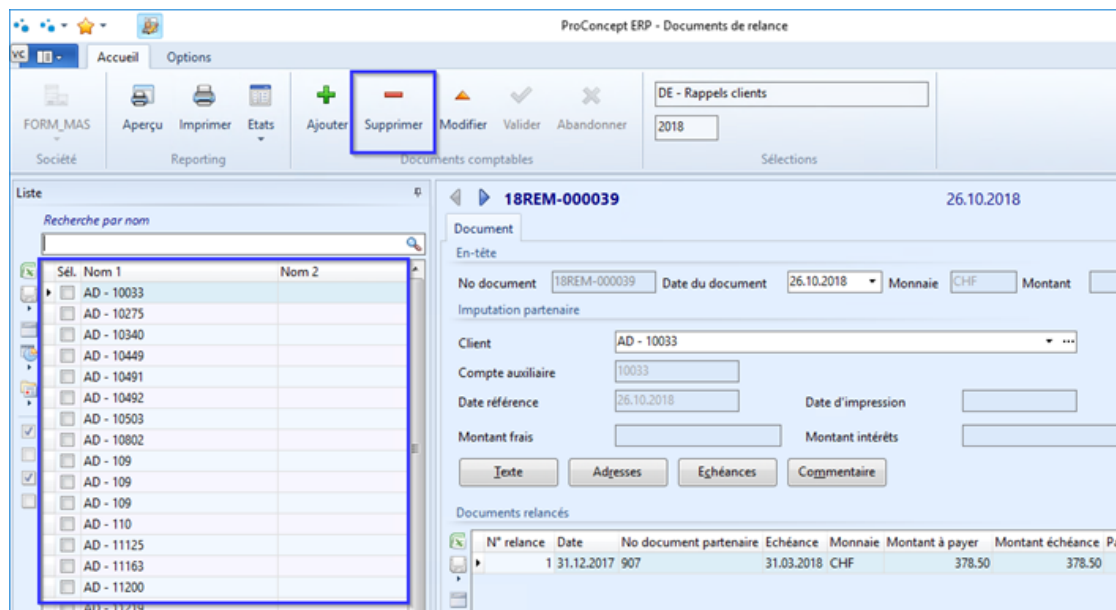 ProConcept ERP - Documents de relance
VC
Accueil Options
FORM_MAS
Aperçu Imprimer Etats
Ajouter Supprimer Modifier Valider Abandonner
DE - Rappels clients
2018
Société Reporting Documents comptables Sélections
Liste
Recherche par nom
Sél. Nom 1 Nom 2
AD - 10033
AD - 10275
AD - 10340
AD - 10449
AD - 10491
AD - 10492
AD - 10503
AD - 10802
AD - 109
AD - 109
AD - 109
AD - 110
AD - 11125
AD - 11163
AD - 11200
AD - 11219
18REM-000039 26.10.2018
Document
En-tête
No document 18REM-000039 Date du document 26.10.2018 Monnaie CHF Montant
Imputation partenaire
Client AD - 10033
Compte auxiliaire 10033
Date référence 26.10.2018 Date d'impression
Montant frais Montant intérêts
Texte Adresses Echéances Commentaire
Documents relancés
N° relance Date No document partenaire Echéance Monnaie Montant à payer Montant échéance
1 31.12.2017 907 31.03.2018 CHF 378.50 378.50